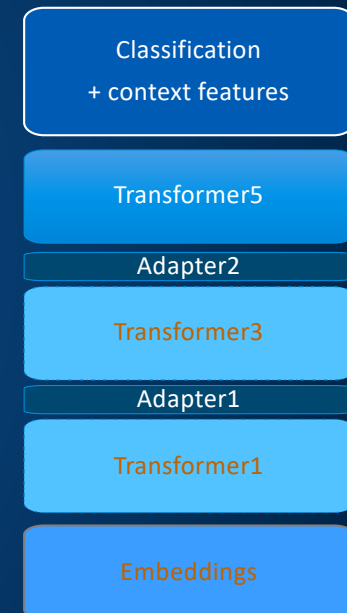 Classification
+ context features
Transformer5
Adapter2
Transformer3
Adapter1
Transformer1
Embeddings